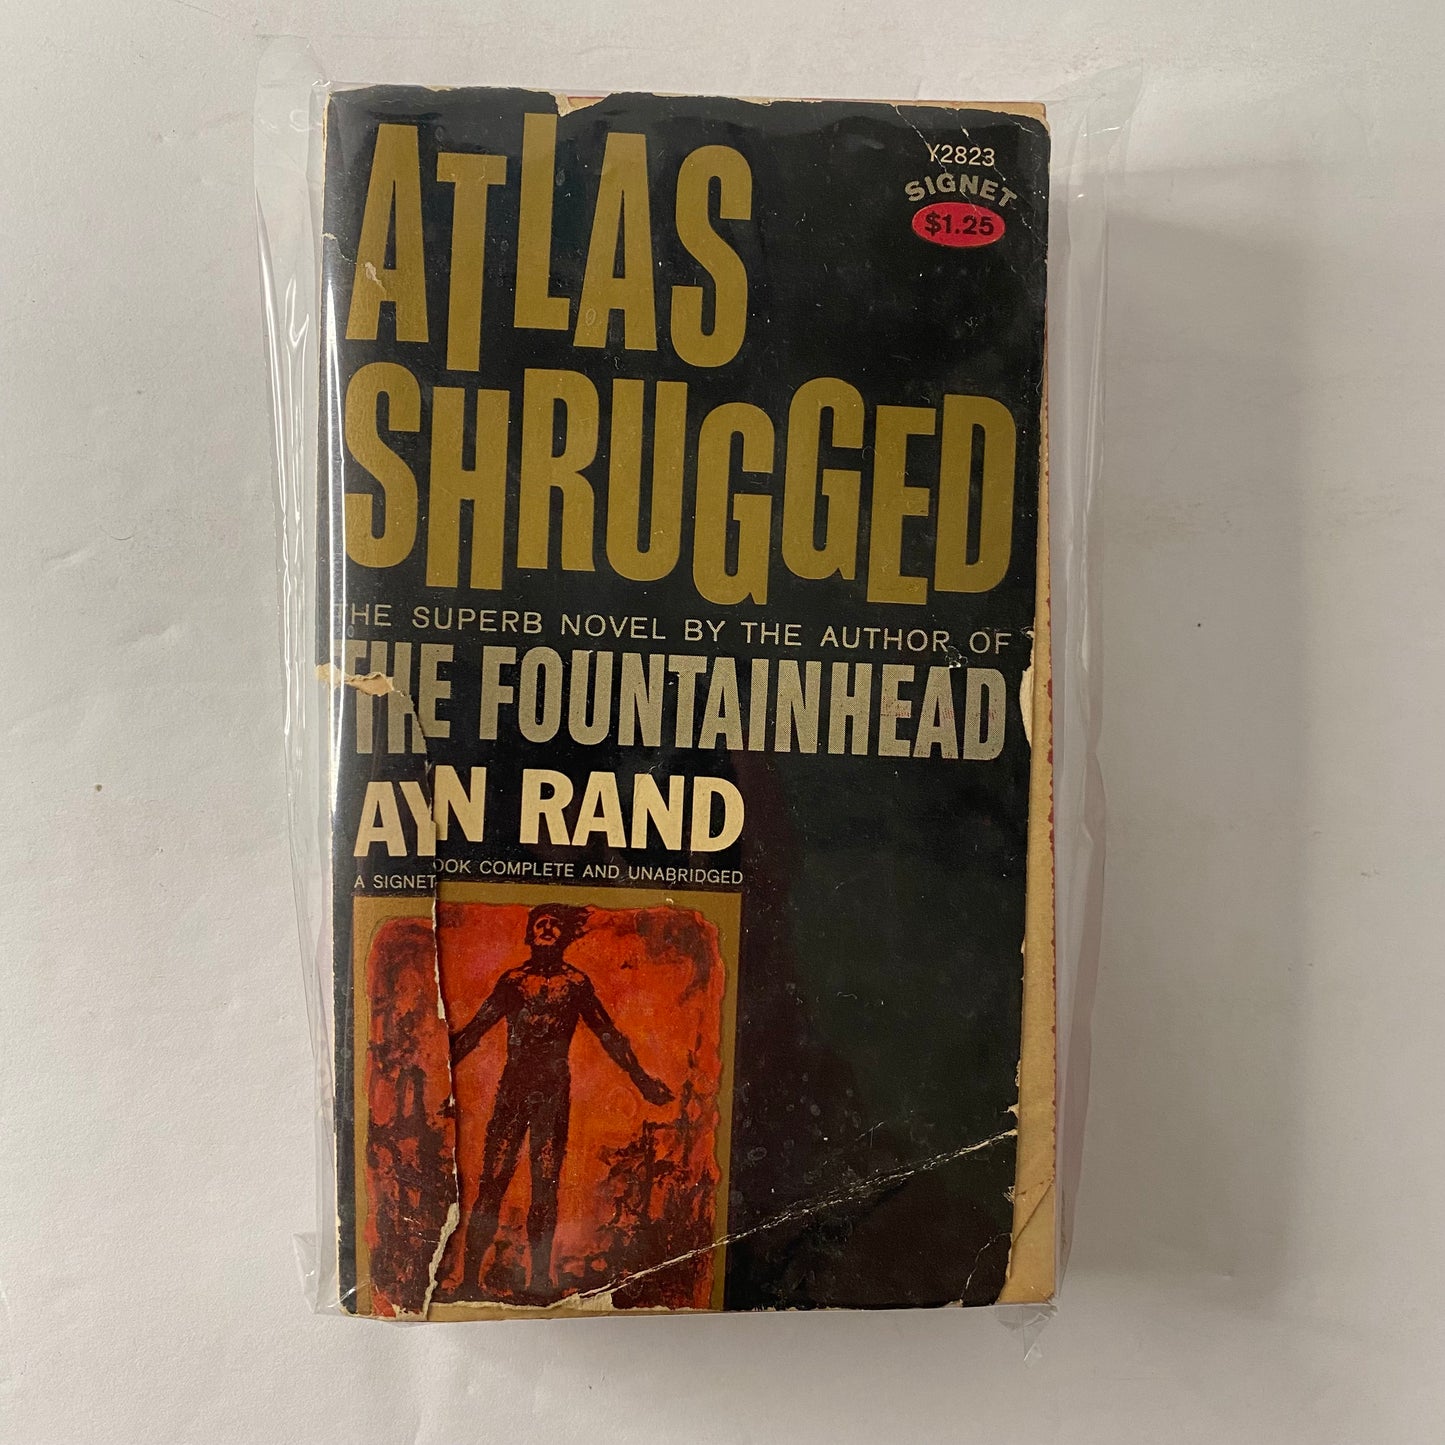 Y2823
SIGNET
$1.25
ATLAS
SHRUGGED
THE SUPERB NOVEL BY THE AUTHOR OF
THE FOUNTAINHEAD
AYN RAND
A SIGNET OOK COMPLETE AND UNABRIDGED